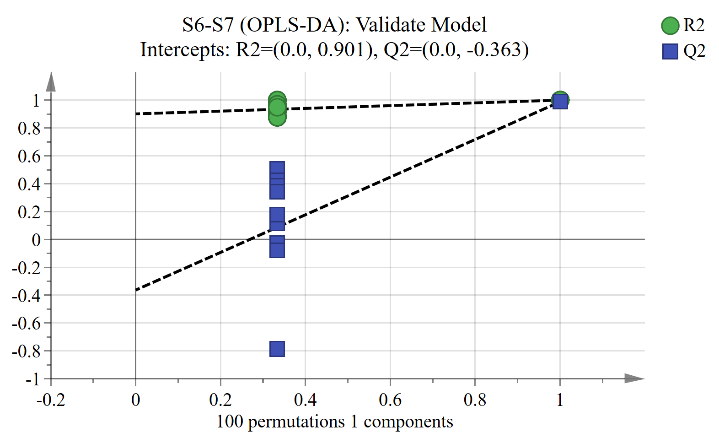 S6-S7 (OPLS-DA): Validate Model
Intercepts: R2=(0.0, 0.901), Q2=(0.0, -0.363)
R2
Q2
1
0.8
0.6
0.4
0.2
0
-0.2
-0.4
-0.6
-0.8
-1
-0.2 0 0.2 0.4 0.6 0.8 1
100 permutations 1 components